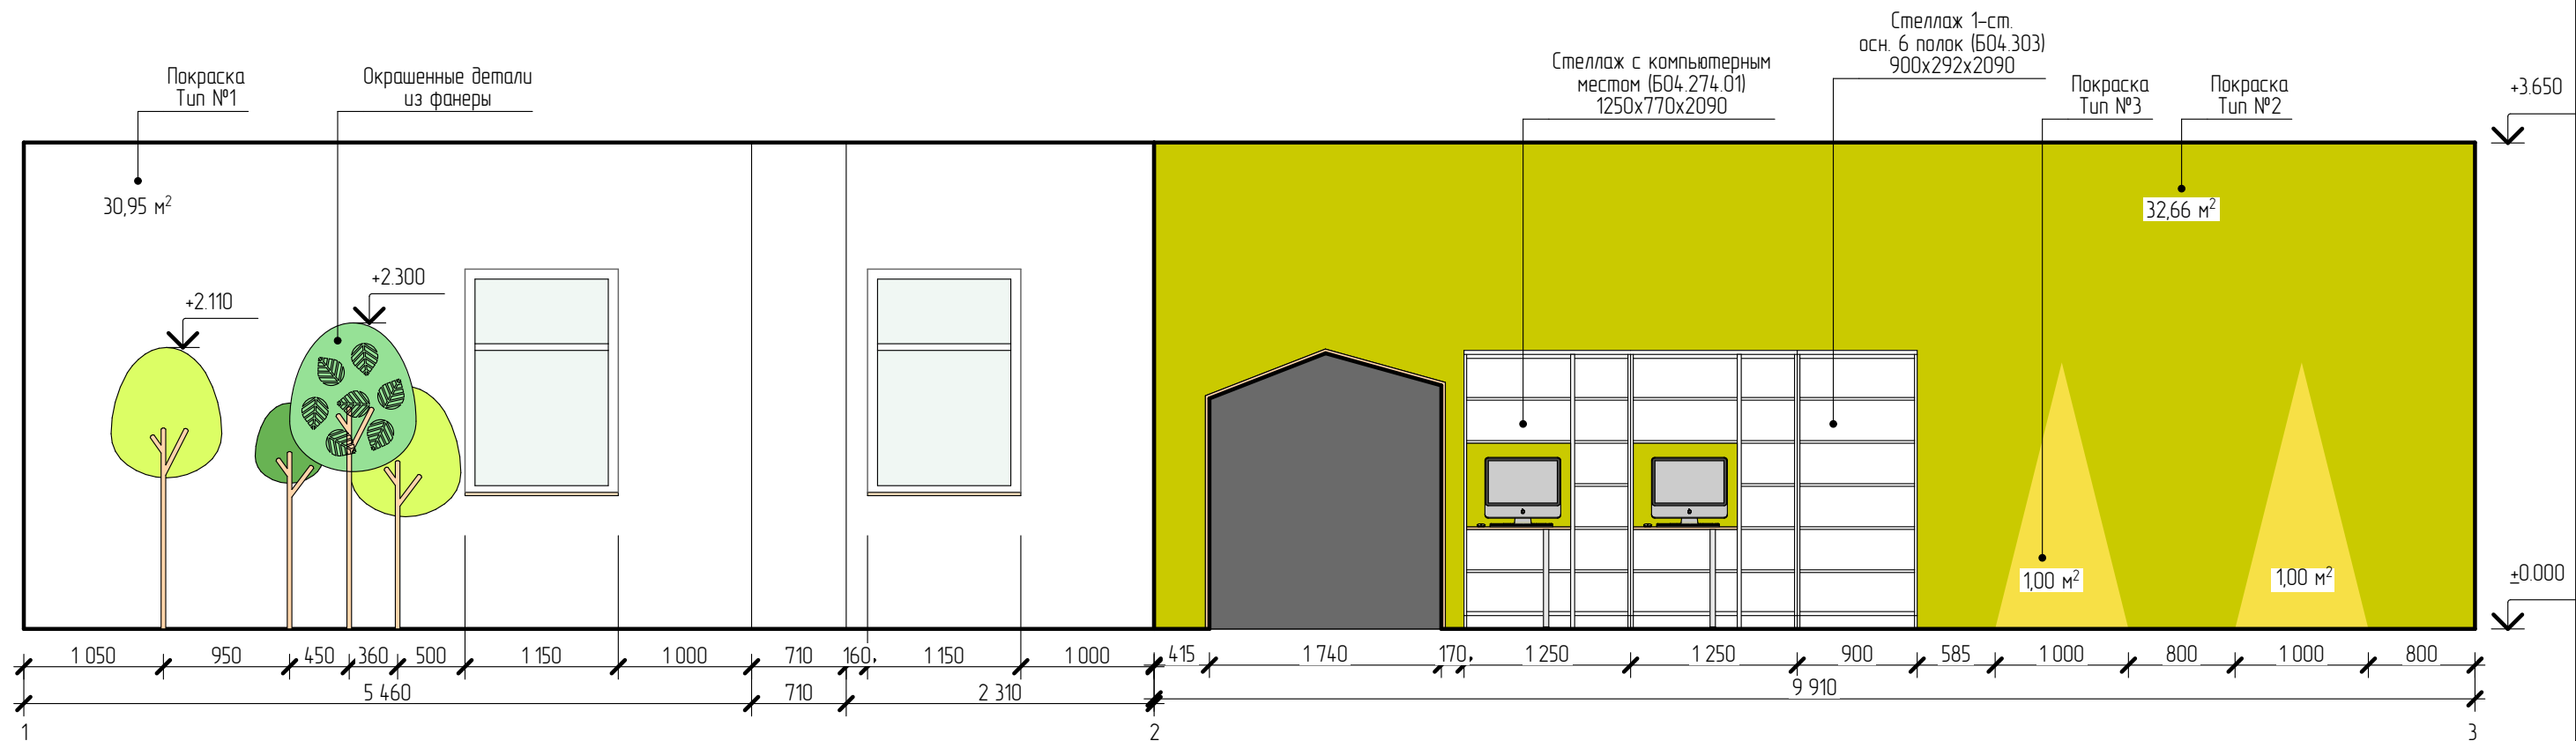 Покраска
Тип №1
Окрашенные детали
из фанеры
Стеллаж с компьютерным
местом (Б04.274.01)
1250х770х2090
Стеллаж 1-ст.
осн. 6 полок (Б04.303)
900х292х2090
Покраска
Тип №3
Покраска
Тип №2
+3.650
30,95 м²
32,66 м²
+2.300
+2.110
1,00 м²
1,00 м²
±0.000
1 050 950 450 360 500 1 150 1 000 710 160 1 150 1 000 415 1 740 170 1 250 1 250 900 585 1 000 800 1 000 800
5 460 710 2 310 9 910
1 2 3